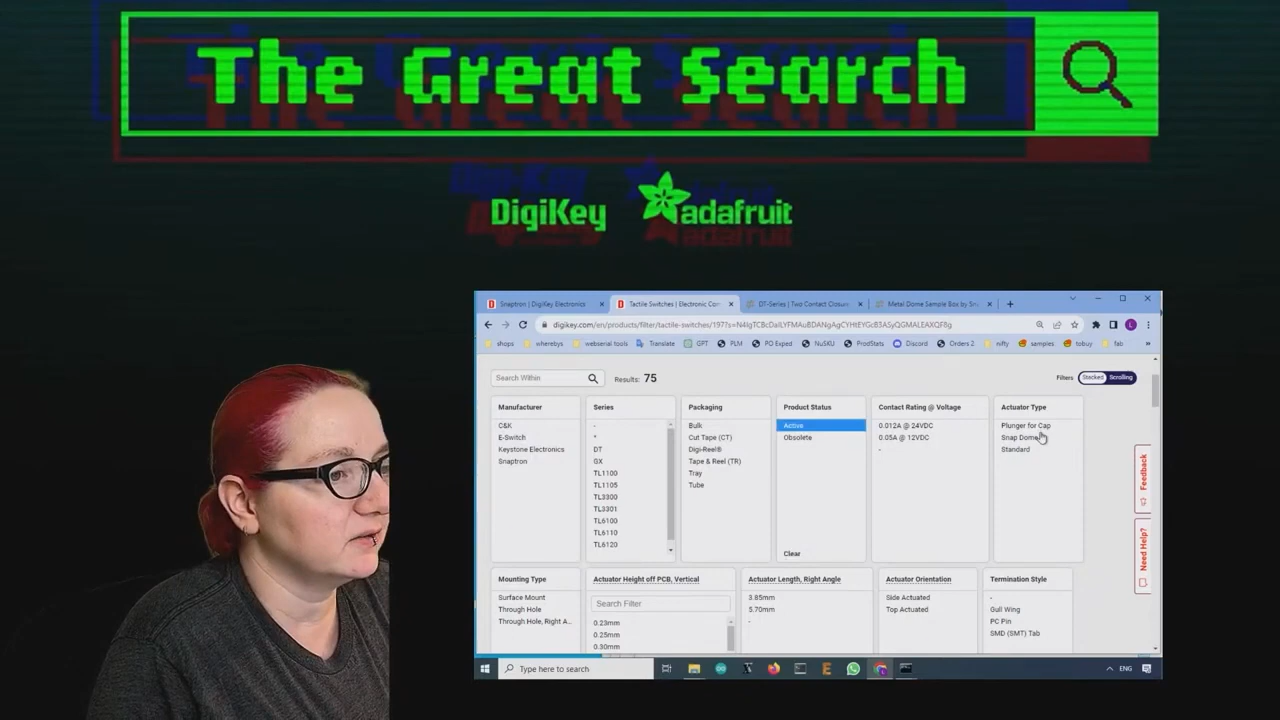 The Great Search
DigiKey
adafruit
Snaptron | DigiKey Electronics
Tactile Switches | Electronic Com
DT-Series | Two Contact Closure
Metal Dome Sample Box by Sna
digikey.com/en/products/filter/tactile-switches/197?s=
shops
wherebys
webserial tools
Translate
GPT
PLM
PO Exped
NuSKU
ProdStats
Discord
Orders 2
nifty
samples
tobuy
fab
»
Search Within
Results: 75
Filters
Stacked
Scrolling
Manufacturer
C&K
E-Switch
Keystone Electronics
Snaptron
Series
-
*
DT
GX
TL1100
TL1105
TL3300
TL3301
TL6100
TL6110
TL6120
Packaging
Bulk
Cut Tape (CT)
Digi-Reel®
Tape & Reel (TR)
Tray
Tube
Product Status
Active
Obsolete
Clear
Contact Rating @ Voltage
0.012A @ 24VDC
0.05A @ 12VDC
-
Actuator Type
Plunger for Cap
Snap Dome
Standard
Feedback
Need Help?
Mounting Type
Surface Mount
Through Hole
Through Hole, Right A...
Actuator Height off PCB, Vertical
Search Filter
0.23mm
0.25mm
0.30mm
Actuator Length, Right Angle
3.85mm
5.70mm
-
Actuator Orientation
Side Actuated
Top Actuated
Termination Style
-
Gull Wing
PC Pin
SMD (SMT) Tab
Type here to search
ENG